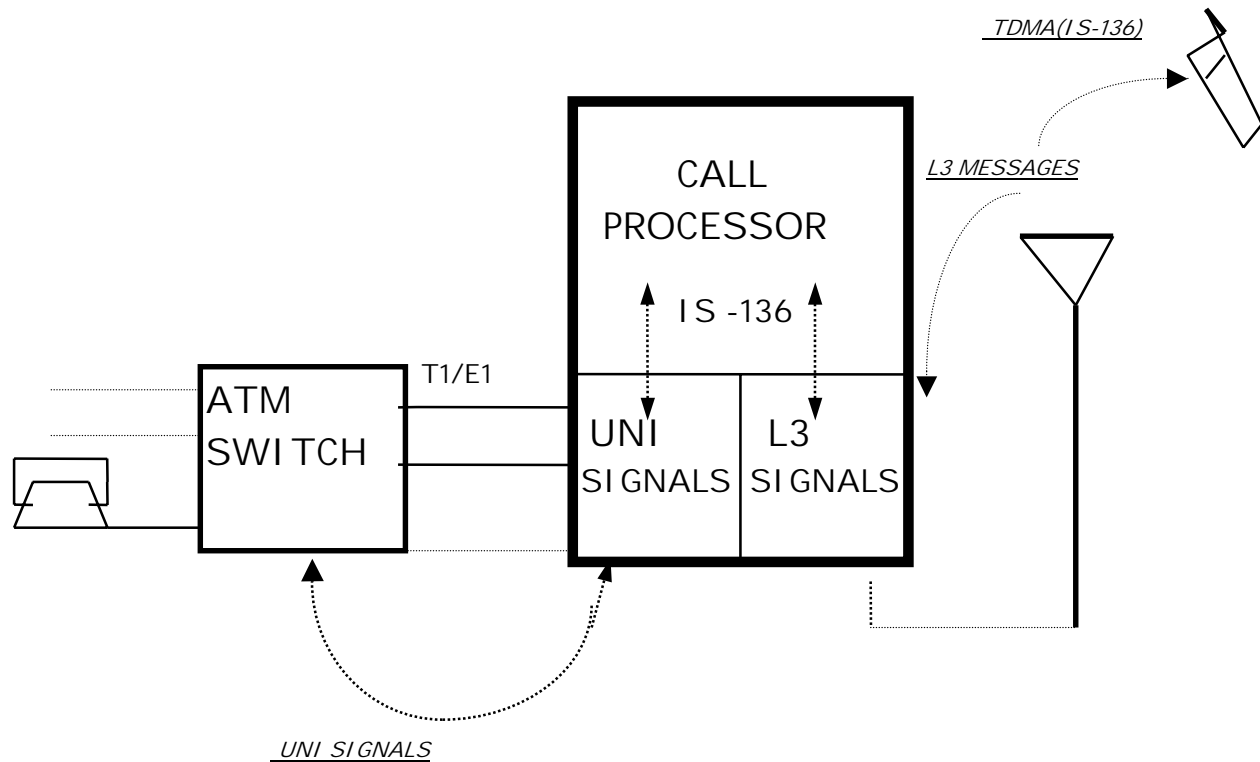 TDMA(IS-136)
L3 MESSAGES
CALL
PROCESSOR
IS -136
T1/E1
ATM
SWITCH
UNI
SIGNALS
L3
SIGNALS
UNI SIGNALS